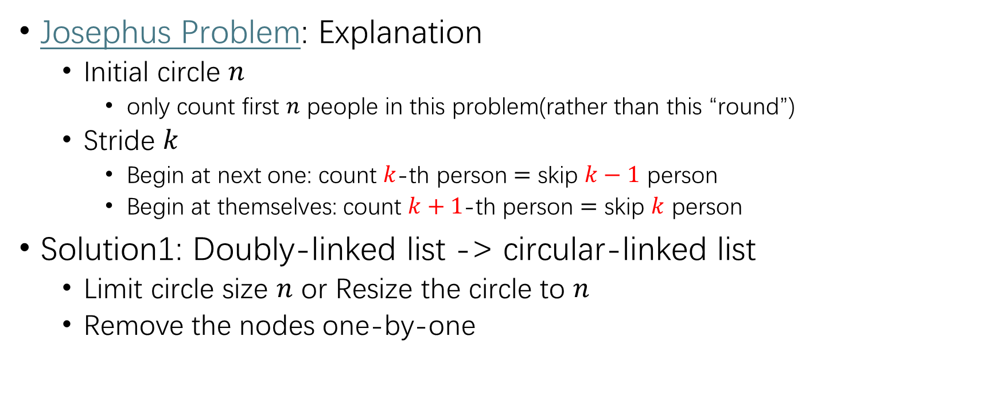 • Josephus Problem: Explanation
• Initial circle n
• only count first n people in this problem(rather than this “round”)
• Stride k
• Begin at next one: count k-th person = skip k − 1 person
• Begin at themselves: count k + 1-th person = skip k person
• Solution1: Doubly-linked list -> circular-linked list
• Limit circle size n or Resize the circle to n
• Remove the nodes one-by-one